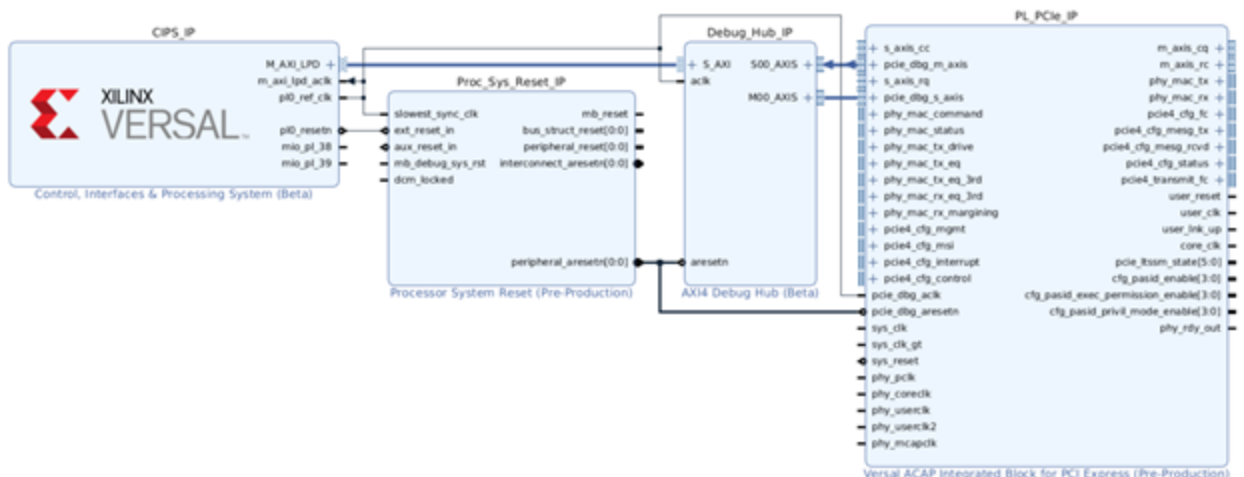 CIPS_IP
M_AXI_LPD
m_axi_lpd_aclk
pl0_ref_clk
pl0_resetn
mio_pl_38
mio_pl_39
XILINX
VERSAL™
Control, Interfaces & Processing System (Beta)
Proc_Sys_Reset_IP
slowest_sync_clk
ext_reset_in
aux_reset_in
mb_debug_sys_rst
dcm_locked
mb_reset
bus_struct_reset[0:0]
peripheral_reset[0:0]
interconnect_aresetn[0:0]
peripheral_aresetn[0:0]
Processor System Reset (Pre-Production)
Debug_Hub_IP
S_AXI
aclk
aresetn
S00_AXIS
M00_AXIS
AXI4 Debug Hub (Beta)
PL_PCIe_IP
s_axis_cc
pcie_dbg_m_axis
s_axis_rq
pcie_dbg_s_axis
phy_mac_command
phy_mac_status
phy_mac_tx_drive
phy_mac_tx_eq
phy_mac_tx_eq_3rd
phy_mac_rx_eq_3rd
phy_mac_rx_margining
pcie4_cfg_mgmt
pcie4_cfg_msi
pcie4_cfg_interrupt
pcie4_cfg_control
pcie_dbg_aclk
pcie_dbg_aresetn
sys_clk
sys_clk_gt
sys_reset
phy_pclk
phy_coreclk
phy_userclk
phy_userclk2
phy_mcapclk
m_axis_cq
m_axis_rc
phy_mac_tx
phy_mac_rx
pcie4_cfg_fc
pcie4_cfg_mesg_tx
pcie4_cfg_mesg_rcvd
pcie4_cfg_status
pcie4_transmit_fc
user_reset
user_clk
user_lnk_up
core_clk
pcie_ltssm_state[5:0]
cfg_pasid_enable[3:0]
cfg_pasid_exec_permission_enable[3:0]
cfg_pasid_privil_mode_enable[3:0]
phy_rdy_out
Versal ACAP Integrated Block for PCI Express (Pre-Production)